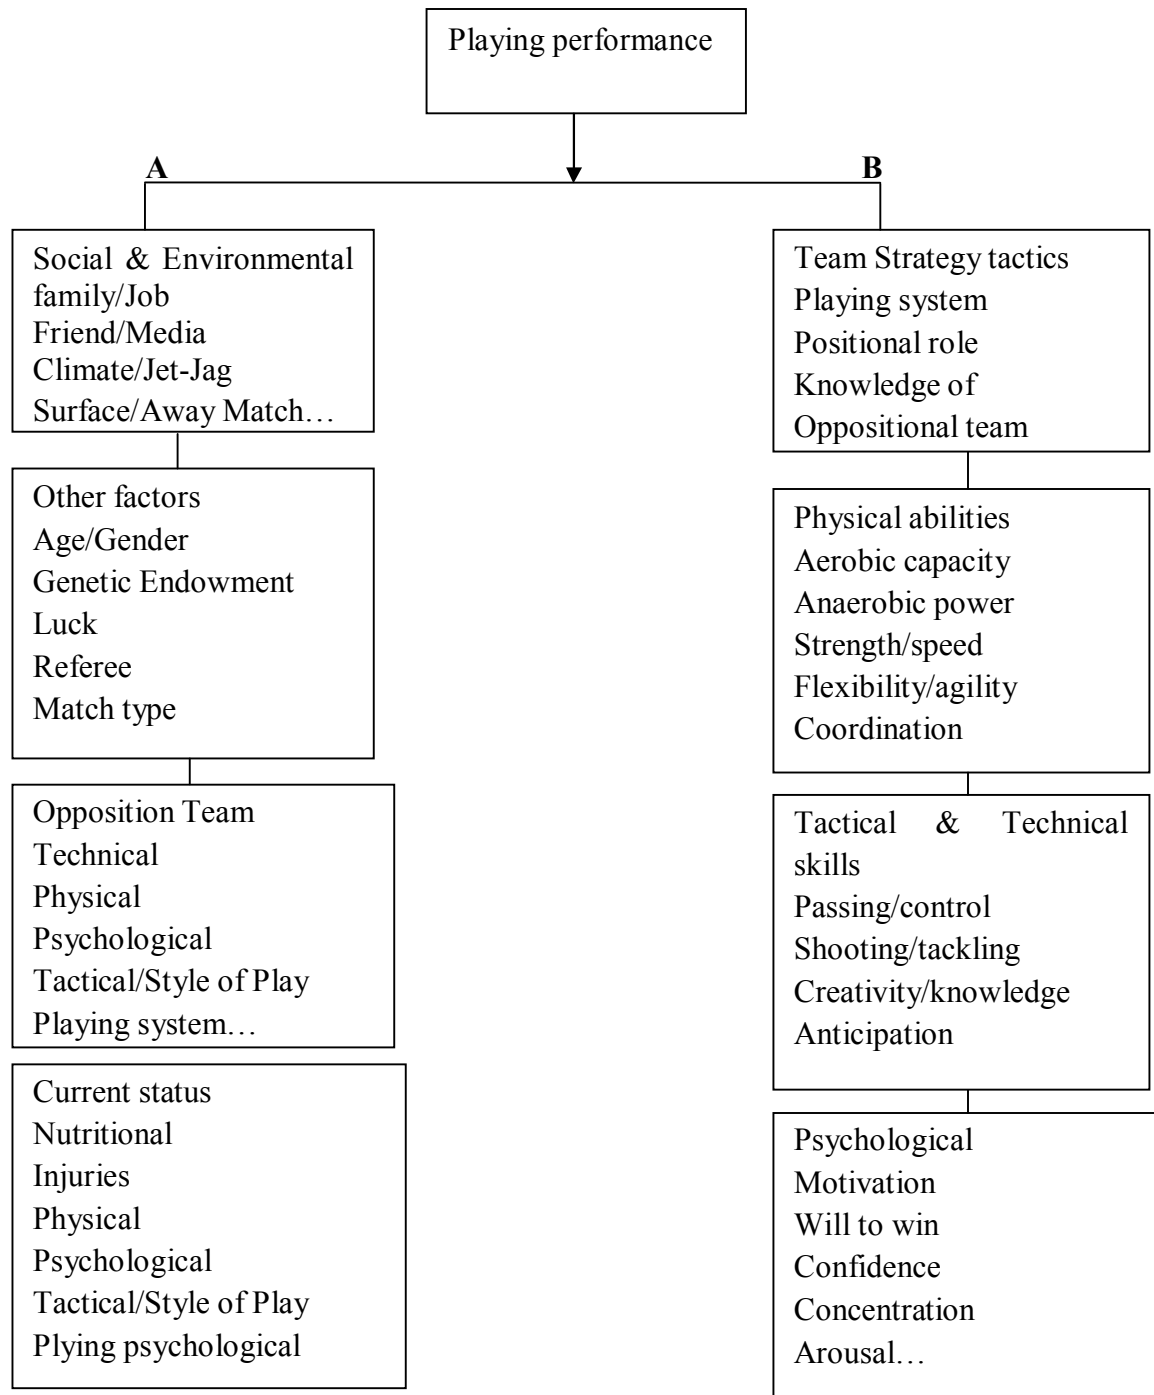 Playing performance
A
B
Social & Environmental
family/Job
Friend/Media
Climate/Jet-Jag
Surface/Away Match…
Other factors
Age/Gender
Genetic Endowment
Luck
Referee
Match type
Opposition Team
Technical
Physical
Psychological
Tactical/Style of Play
Playing system…
Current status
Nutritional
Injuries
Physical
Psychological
Tactical/Style of Play
Plying psychological
Team Strategy tactics
Playing system
Positional role
Knowledge of
Oppositional team
Physical abilities
Aerobic capacity
Anaerobic power
Strength/speed
Flexibility/agility
Coordination
Tactical & Technical
skills
Passing/control
Shooting/tackling
Creativity/knowledge
Anticipation
Psychological
Motivation
Will to win
Confidence
Concentration
Arousal…